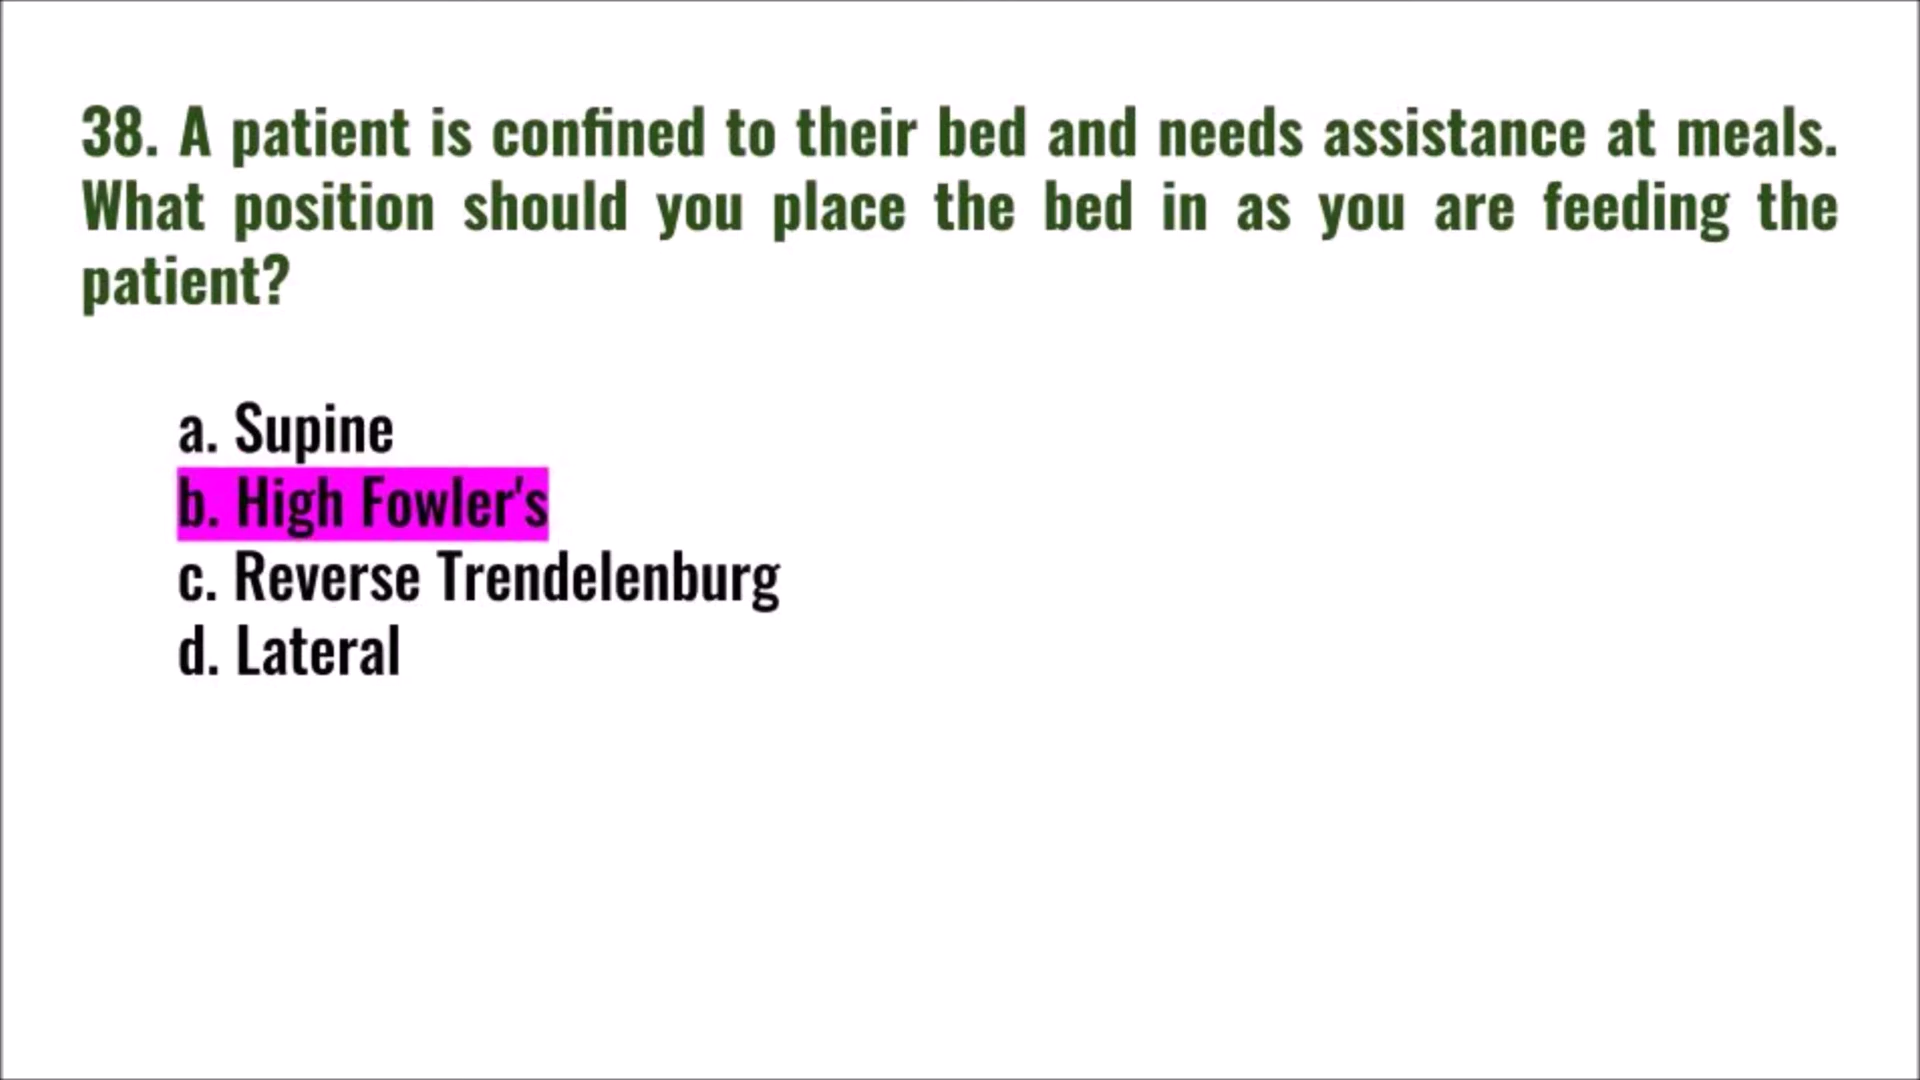 38. A patient is confined to their bed and needs assistance at meals.
What position should you place the bed in as you are feeding the
patient?
a. Supine
b. High Fowler's
c. Reverse Trendelenburg
d. Lateral